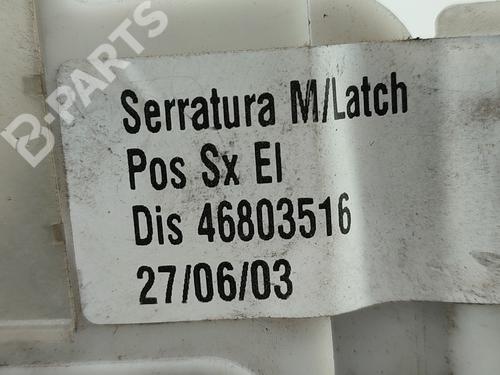 B-PARTS
Serratura M/Latch
Pos Sx El
Dis 46803516
27/06/03